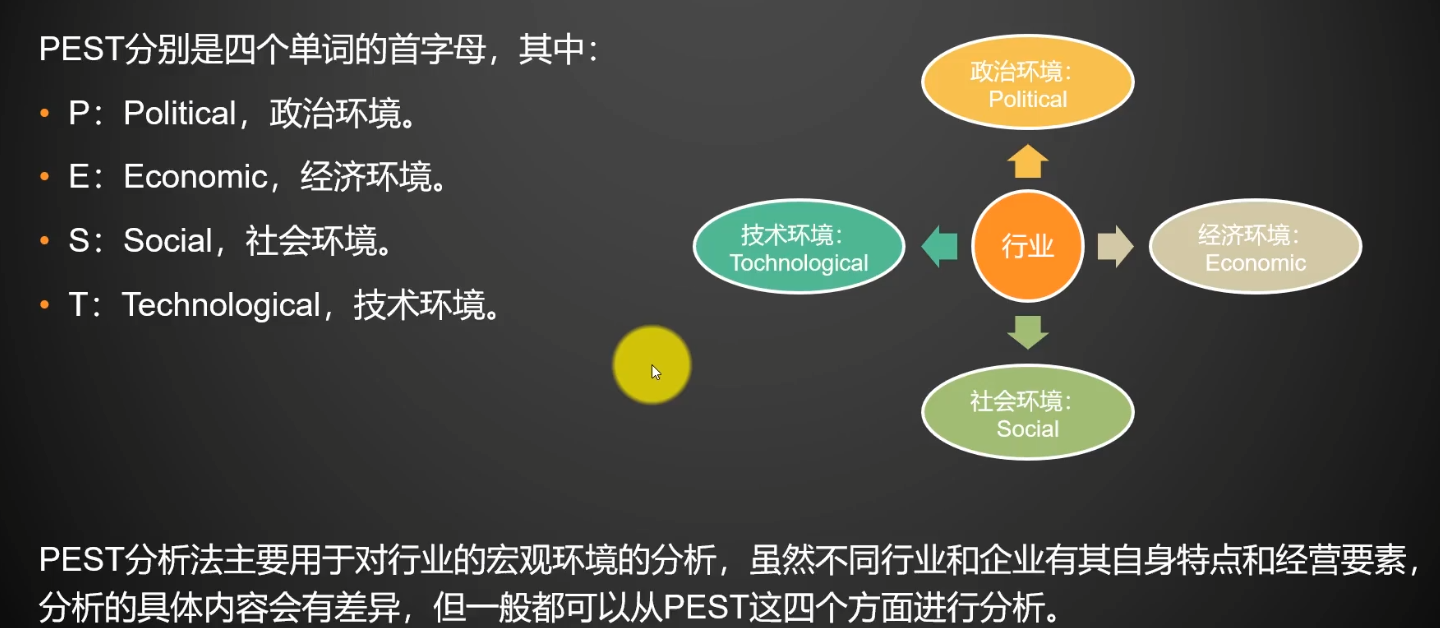 PEST分别是四个单词的首字母，其中：
• P：Political，政治环境。
• E：Economic，经济环境。
• S：Social，社会环境。
• T：Technological，技术环境。
政治环境：
Political
技术环境：
Tochnological
行业
经济环境：
Economic
社会环境：
Social
PEST分析法主要用于对行业的宏观环境的分析，虽然不同行业和企业有其自身特点和经营要素，
分析的具体内容会有差异，但一般都可以从PEST这四个方面进行分析。